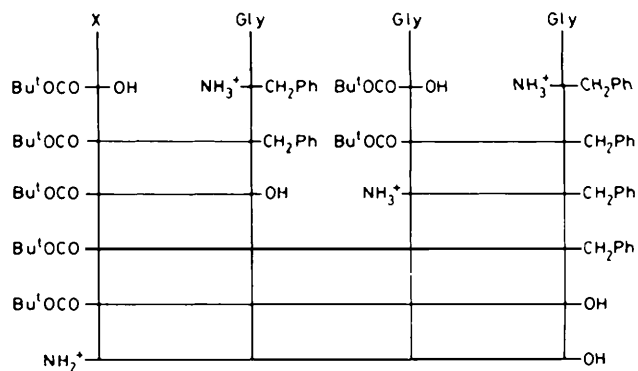 X Gly Gly Gly
BuᵗOCO OH NH₃⁺ CH₂Ph BuᵗOCO OH NH₃⁺ CH₂Ph
BuᵗOCO CH₂Ph BuᵗOCO CH₂Ph
BuᵗOCO OH NH₃⁺ CH₂Ph
BuᵗOCO CH₂Ph
BuᵗOCO OH
NH₂⁺ OH